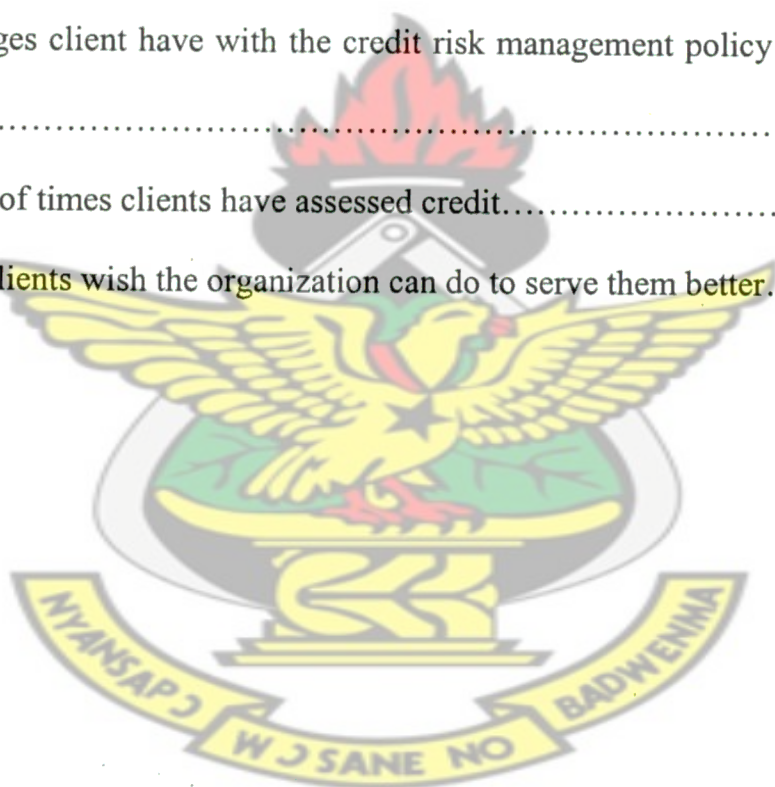 ges client have with the credit risk management policy
................................................................
of times clients have assessed credit..........................
lients wish the organization can do to serve them better.
NYANSAPƆ WƆSANE NO BADWENMA